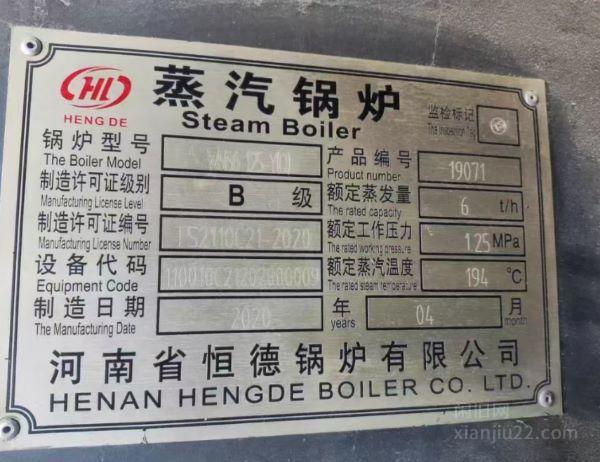 HENG DE
蒸汽锅炉
Steam Boiler
监检标记
The Inspection Tag
锅炉型号
The Boiler Model
产品编号
Product number
19071
制造许可证级别
Manufacturing License Level
B 级
额定蒸发量
The rated capacity
6 t/h
制造许可证编号
Manufacturing License Number
额定工作压力
The rated working pressure
1.25 MPa
设备代码
Equipment Code
额定蒸汽温度
The rated steam temperature
194 ℃
制造日期
The Manufacturing Date
2020 年
years
04 月
month
河南省恒德锅炉有限公司
HENAN HENGDE BOILER CO. LTD.
闲旧网
xianjiu22.com